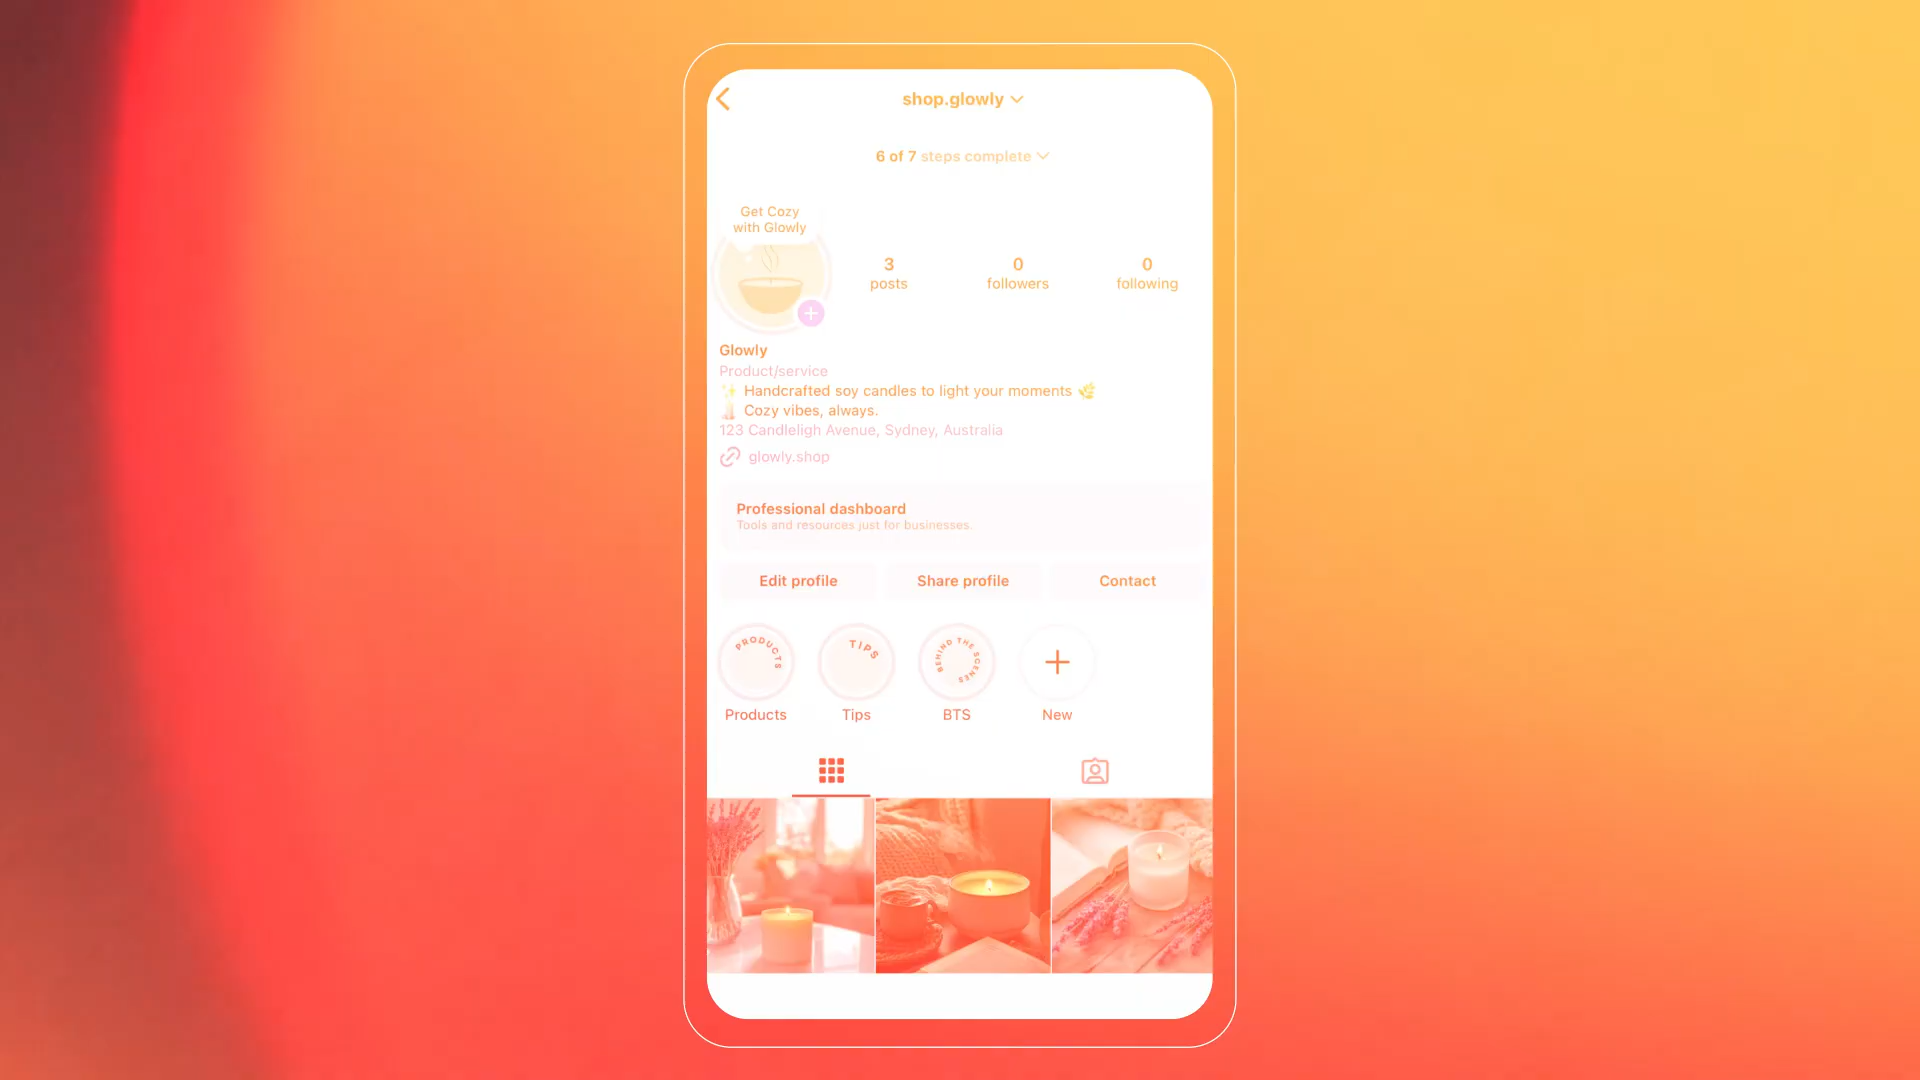 shop.glowly
6 of 7 steps complete
Get Cozy
with Glowly
3
posts
0
followers
0
following
Glowly
Product/service
✨ Handcrafted soy candles to light your moments 🌿
🕯️ Cozy vibes, always.
123 Candleligh Avenue, Sydney, Australia
glowly.shop
Professional dashboard
Tools and resources just for businesses.
Edit profile
Share profile
Contact
PRODUCTS
TIPS
BEHIND THE SCENES
Products
Tips
BTS
New